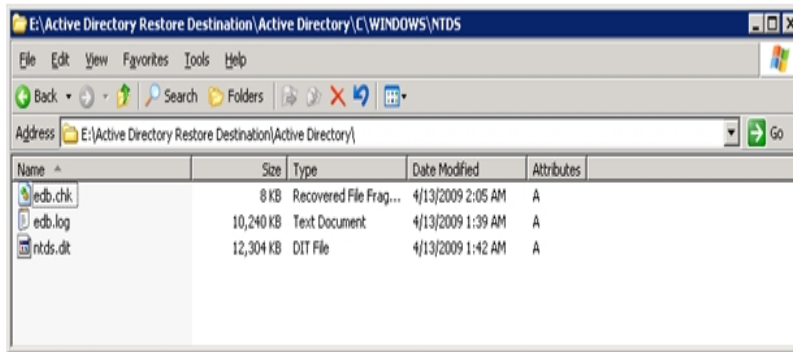 E:\Active Directory Restore Destination\Active Directory\C\WINDOWS\NTDS
File Edit View Favorites Tools Help
Back Search Folders
Address E:\Active Directory Restore Destination\Active Directory\ Go
Name Size Type Date Modified Attributes
edb.chk 8 KB Recovered File Frag... 4/13/2009 2:05 AM A
edb.log 10,240 KB Text Document 4/13/2009 1:39 AM A
ntds.dit 12,304 KB DIT File 4/13/2009 1:42 AM A